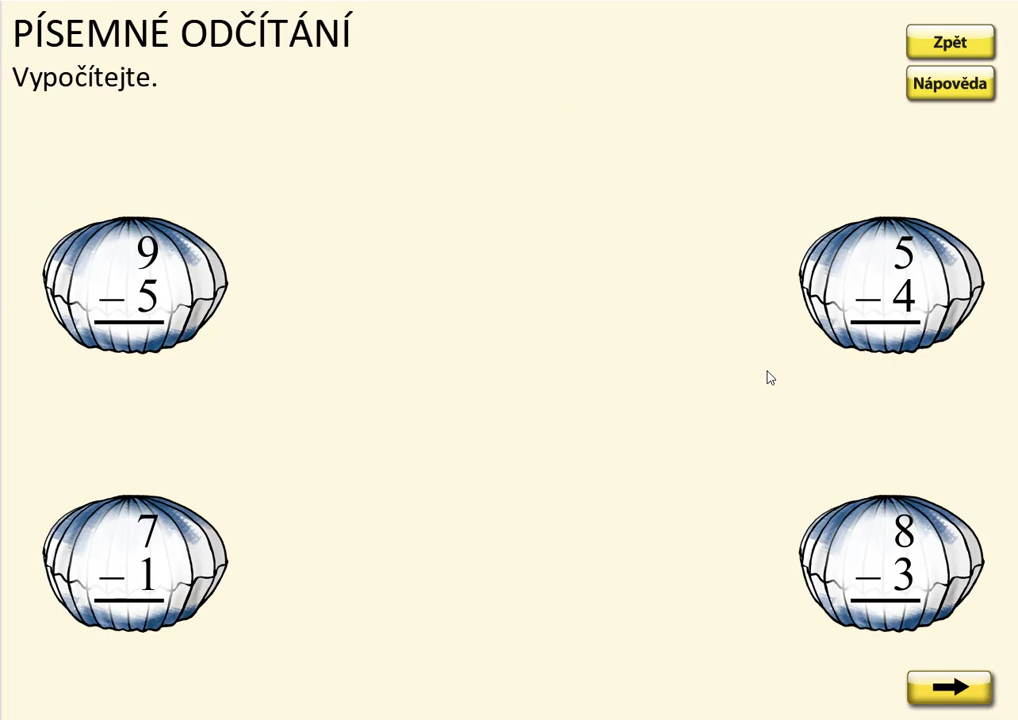 PÍSEMNÉ ODČÍTÁNÍ
Vypočítejte.
Zpět
Nápověda
9
– 5
5
– 4
7
– 1
8
– 3